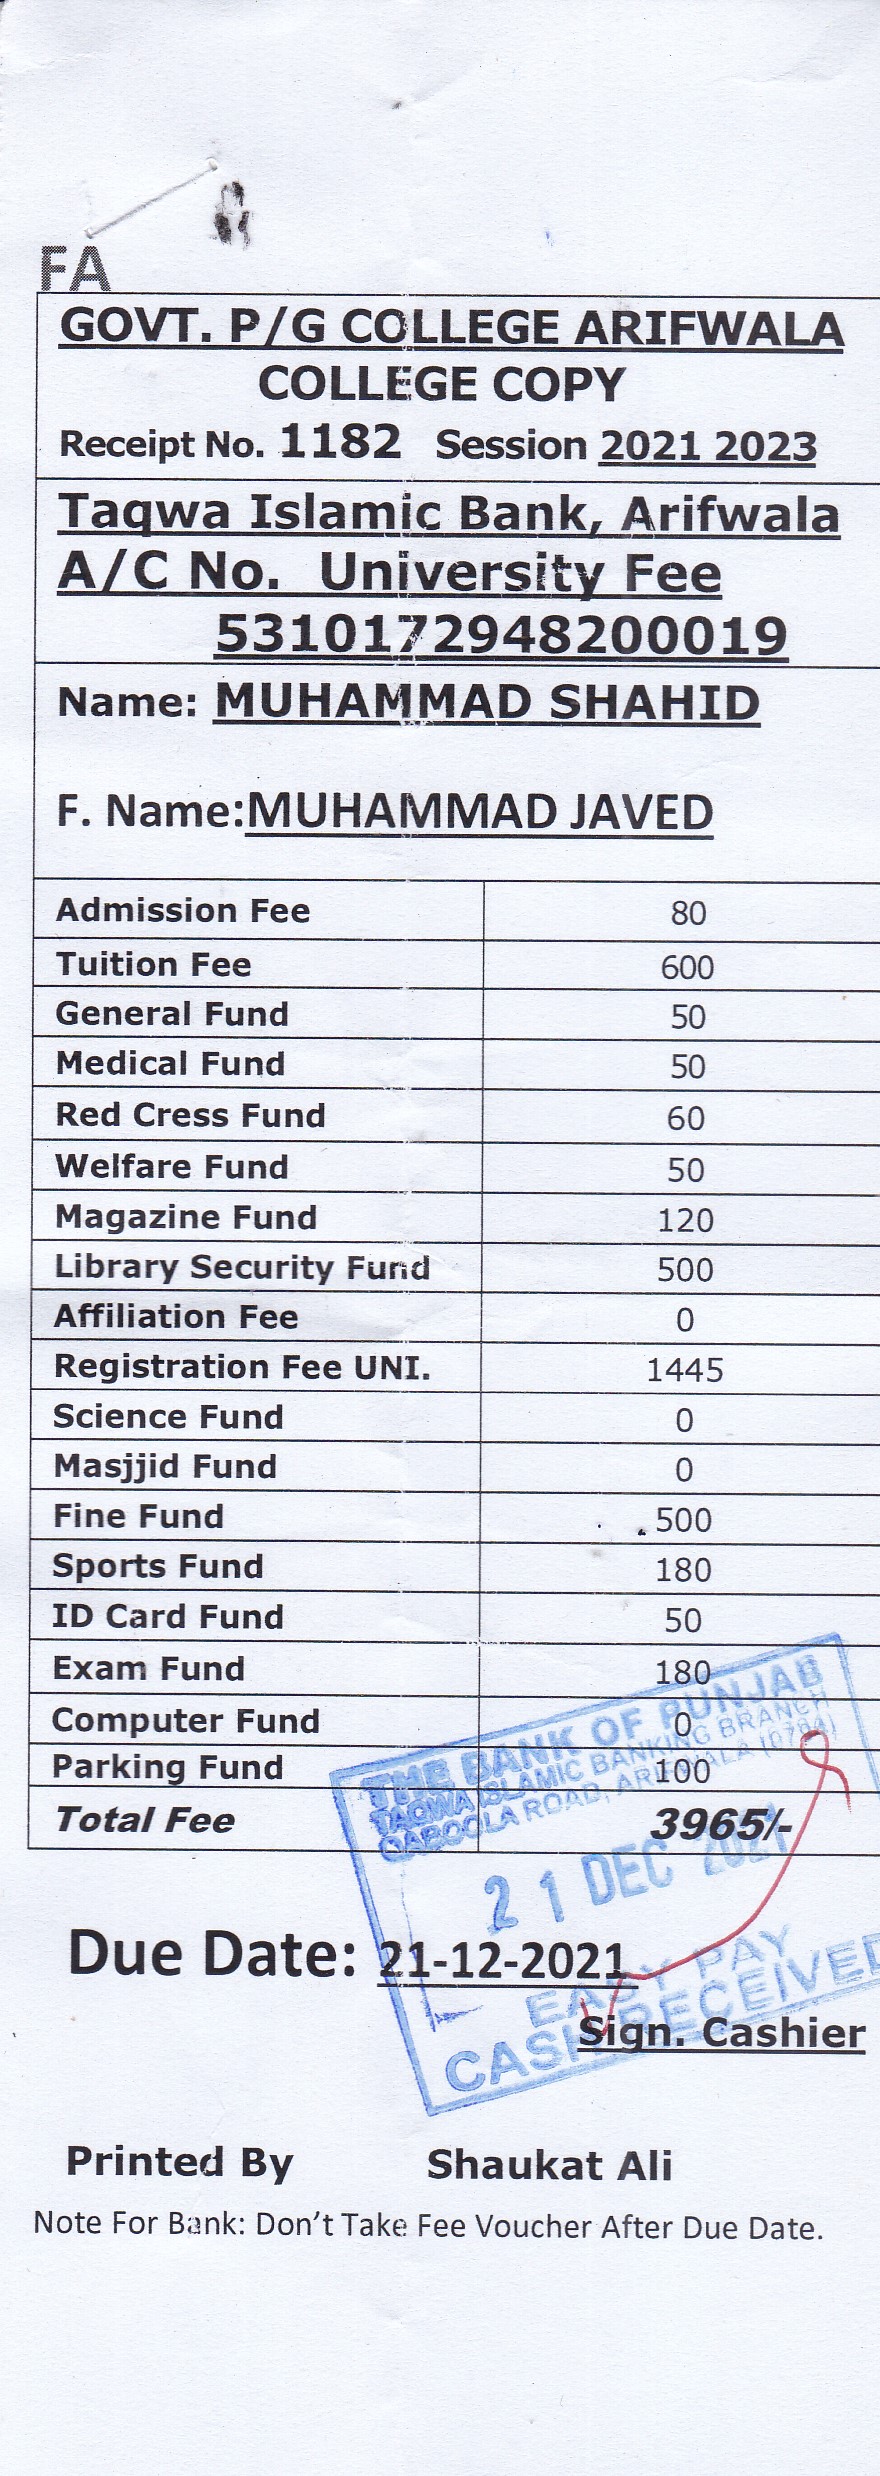 FA
GOVT. P/G COLLEGE ARIFWALA
COLLEGE COPY
Receipt No. 1182 Session 2021 2023
Taqwa Islamic Bank, Arifwala
A/C No. University Fee
5310172948200019
Name: MUHAMMAD SHAHID
F. Name:MUHAMMAD JAVED
Admission Fee 80
Tuition Fee 600
General Fund 50
Medical Fund 50
Red Cress Fund 60
Welfare Fund 50
Magazine Fund 120
Library Security Fund 500
Affiliation Fee 0
Registration Fee UNI. 1445
Science Fund 0
Masjjid Fund 0
Fine Fund 500
Sports Fund 180
ID Card Fund 50
Exam Fund 180
Computer Fund 0
Parking Fund 100
Total Fee 3965/-
THE BANK OF PUNJAB
TAQWA ISLAMIC BANKING BRANCH
QABOOLA ROAD, ARIFWALA
21 DEC 2021
Due Date: 21-12-2021
EASY PAY
CASH RECEIVED
Sign. Cashier
Printed By Shaukat Ali
Note For Bank: Don't Take Fee Voucher After Due Date.